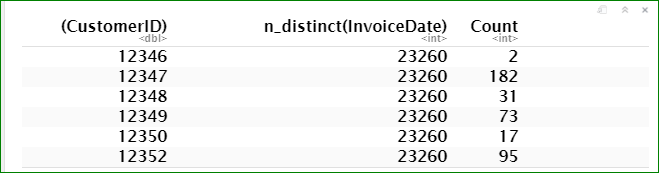 (CustomerID) n_distinct(InvoiceDate) Count
<dbl> <int> <int>
12346 23260 2
12347 23260 182
12348 23260 31
12349 23260 73
12350 23260 17
12352 23260 95